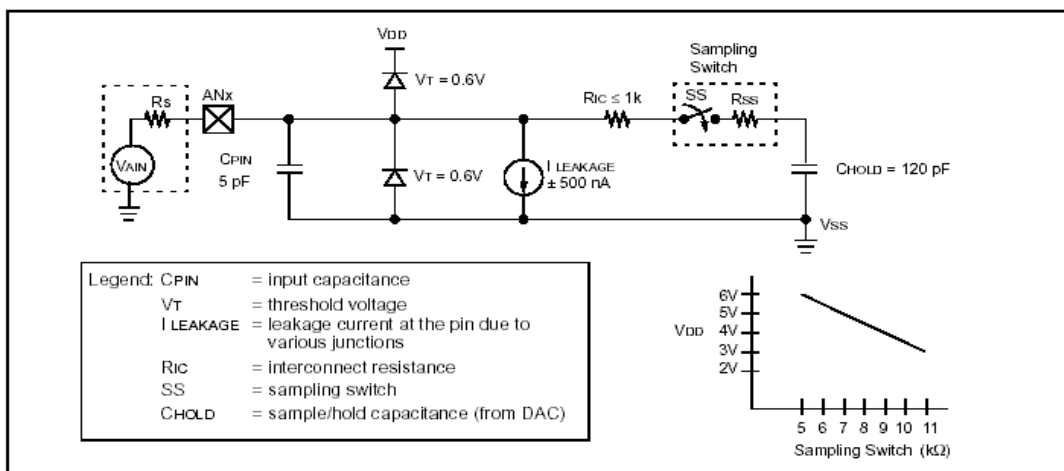 VDD
Sampling
Switch
VT = 0.6V
Rs
ANx
RIC ≤ 1k
SS
RSS
VAIN
CPIN
5 pF
VT = 0.6V
I LEAKAGE
± 500 nA
CHOLD = 120 pF
VSS
Legend: CPIN = input capacitance
VT = threshold voltage
I LEAKAGE = leakage current at the pin due to
various junctions
RIC = interconnect resistance
SS = sampling switch
CHOLD = sample/hold capacitance (from DAC)
6V
5V
VDD 4V
3V
2V
5 6 7 8 9 10 11
Sampling Switch (kΩ)